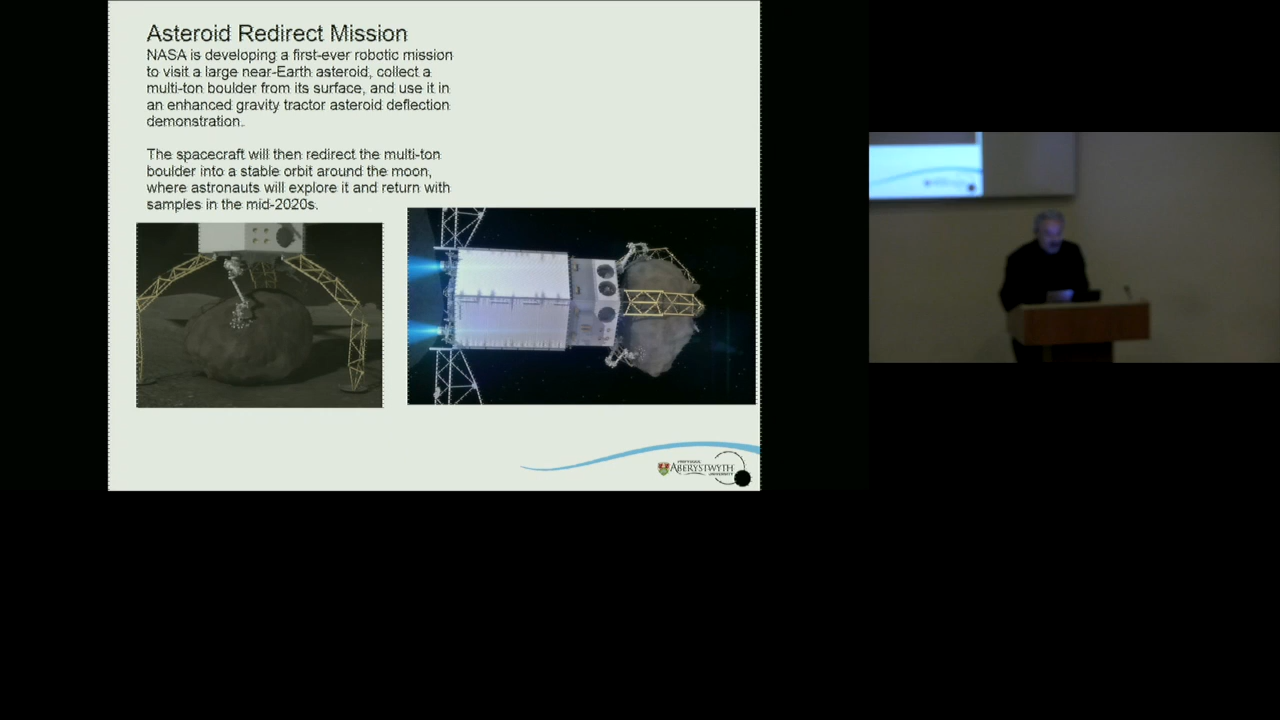 Asteroid Redirect Mission
NASA is developing a first-ever robotic mission
to visit a large near-Earth asteroid, collect a
multi-ton boulder from its surface, and use it in
an enhanced gravity tractor asteroid deflection
demonstration.
The spacecraft will then redirect the multi-ton
boulder into a stable orbit around the moon,
where astronauts will explore it and return with
samples in the mid-2020s.
ABERYSTWYTH
UNIVERSITY